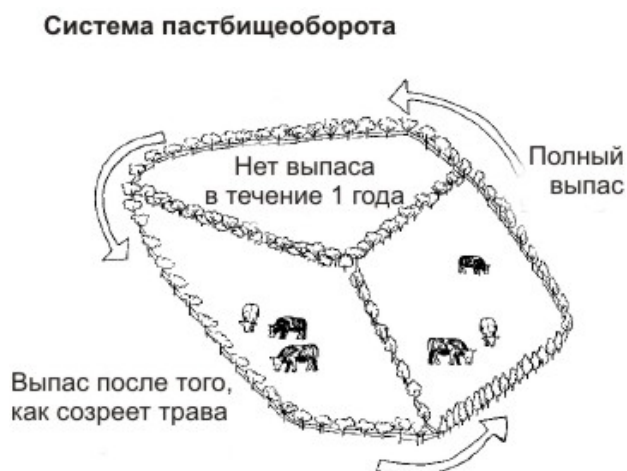 Система пастбищеоборота
Нет выпаса
в течение 1 года
Полный
выпас
Выпас после того,
как созреет трава